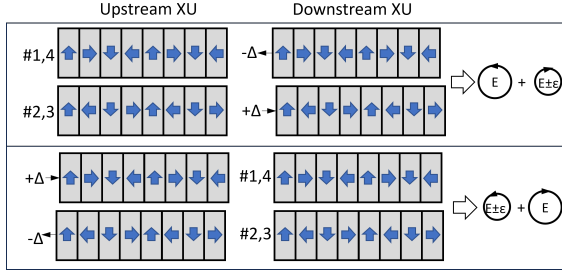 Upstream XU Downstream XU
#1,4 -Δ E + E±ε
#2,3 +Δ
+Δ #1,4 E±ε + E
-Δ #2,3